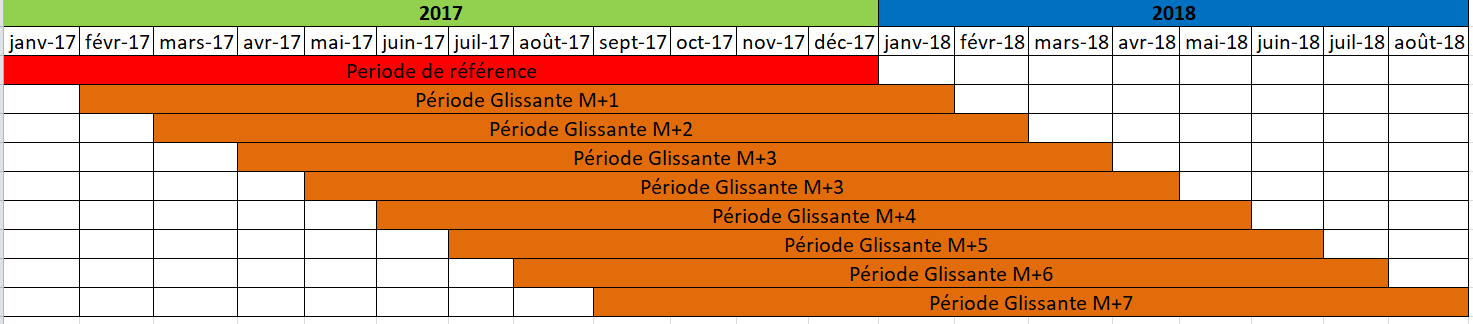 2017 2018
janv-17 févr-17 mars-17 avr-17 mai-17 juin-17 juil-17 août-17 sept-17 oct-17 nov-17 déc-17 janv-18 févr-18 mars-18 avr-18 mai-18 juin-18 juil-18 août-18
Periode de référence
Période Glissante M+1
Période Glissante M+2
Période Glissante M+3
Période Glissante M+3
Période Glissante M+4
Période Glissante M+5
Période Glissante M+6
Période Glissante M+7